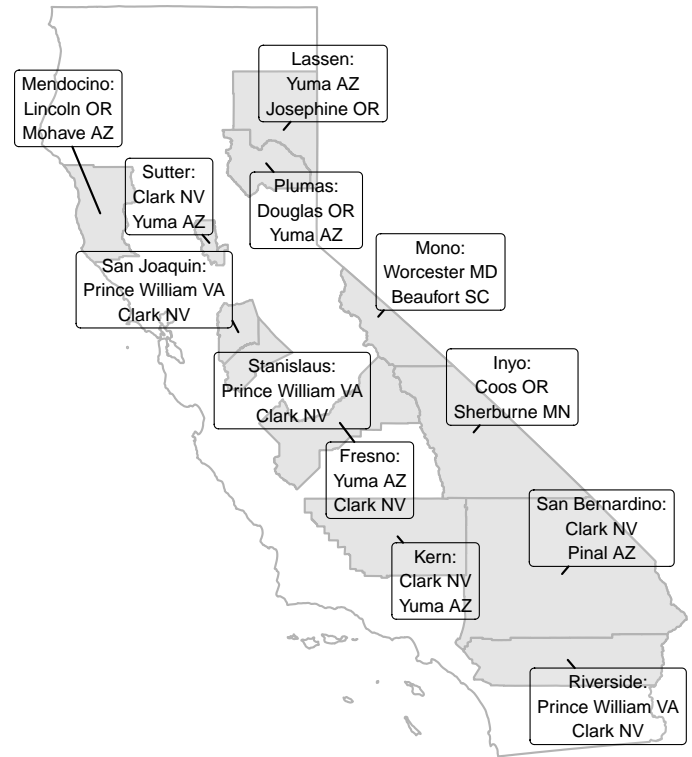 Lassen:
Yuma AZ
Josephine OR
Mendocino:
Lincoln OR
Mohave AZ
Sutter:
Clark NV
Yuma AZ
Plumas:
Douglas OR
Yuma AZ
Mono:
Worcester MD
Beaufort SC
San Joaquin:
Prince William VA
Clark NV
Stanislaus:
Prince William VA
Clark NV
Inyo:
Coos OR
Sherburne MN
Fresno:
Yuma AZ
Clark NV
San Bernardino:
Clark NV
Pinal AZ
Kern:
Clark NV
Yuma AZ
Riverside:
Prince William VA
Clark NV